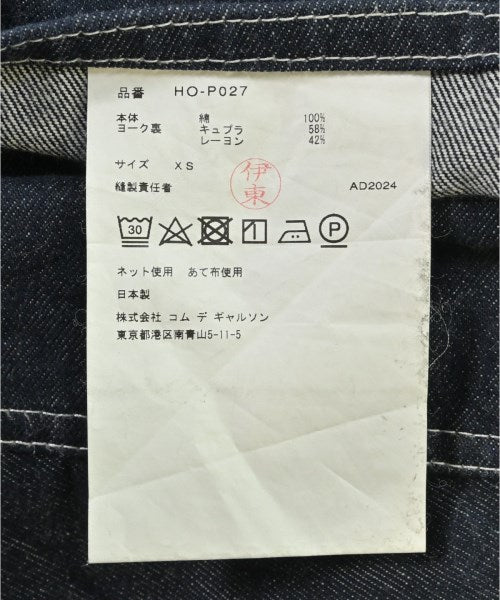 品番 HO-P027
本体 綿 100%
ヨーク裏 キュプラ 58%
レーヨン 42%
サイズ XS
縫製責任者 伊東 AD2024
30 P
ネット使用 あて布使用
日本製
株式会社 コム デ ギャルソン
東京都港区南青山5-11-5